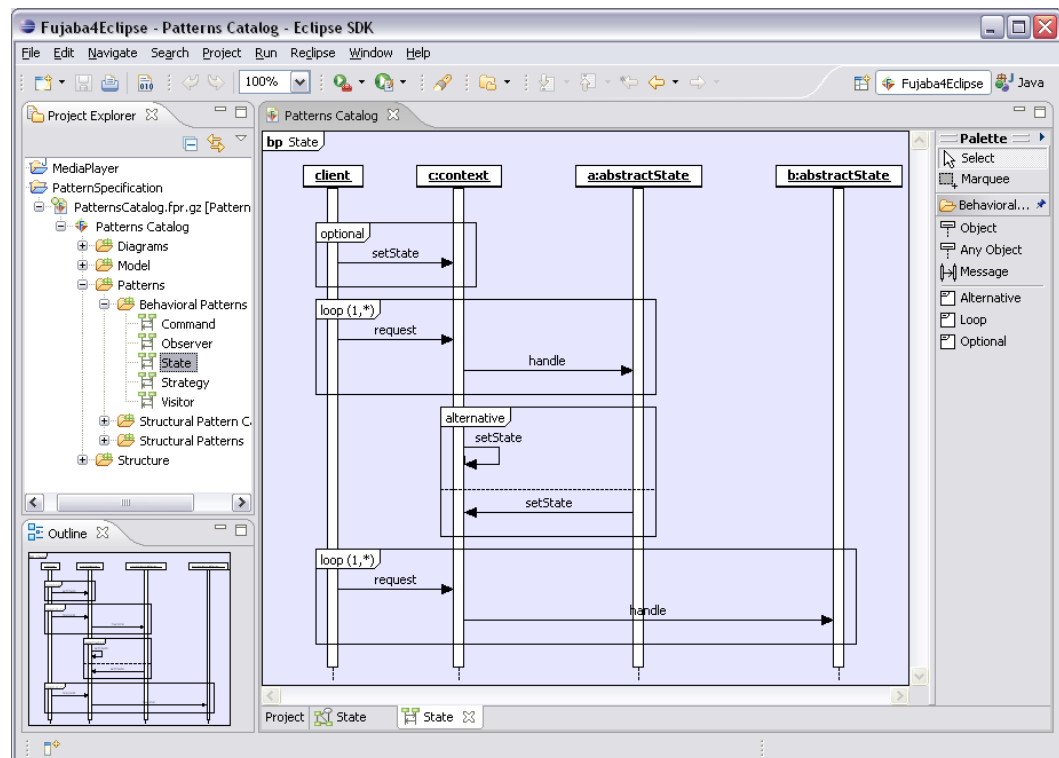 Fujaba4Eclipse - Patterns Catalog - Eclipse SDK
File Edit Navigate Search Project Run Reclipse Window Help
100%
Fujaba4Eclipse
Java
Project Explorer
MediaPlayer
PatternSpecification
PatternsCatalog.fpr.gz [Pattern
Patterns Catalog
Diagrams
Model
Patterns
Behavioral Patterns
Command
Observer
State
Strategy
Visitor
Structural Pattern C
Structural Patterns
Structure
Outline
Patterns Catalog
bp State
client
c:context
a:abstractState
b:abstractState
optional
setState
loop (1,*)
request
handle
alternative
setState
setState
loop (1,*)
request
handle
Project State State
Palette
Select
Marquee
Behavioral...
Object
Any Object
Message
Alternative
Loop
Optional